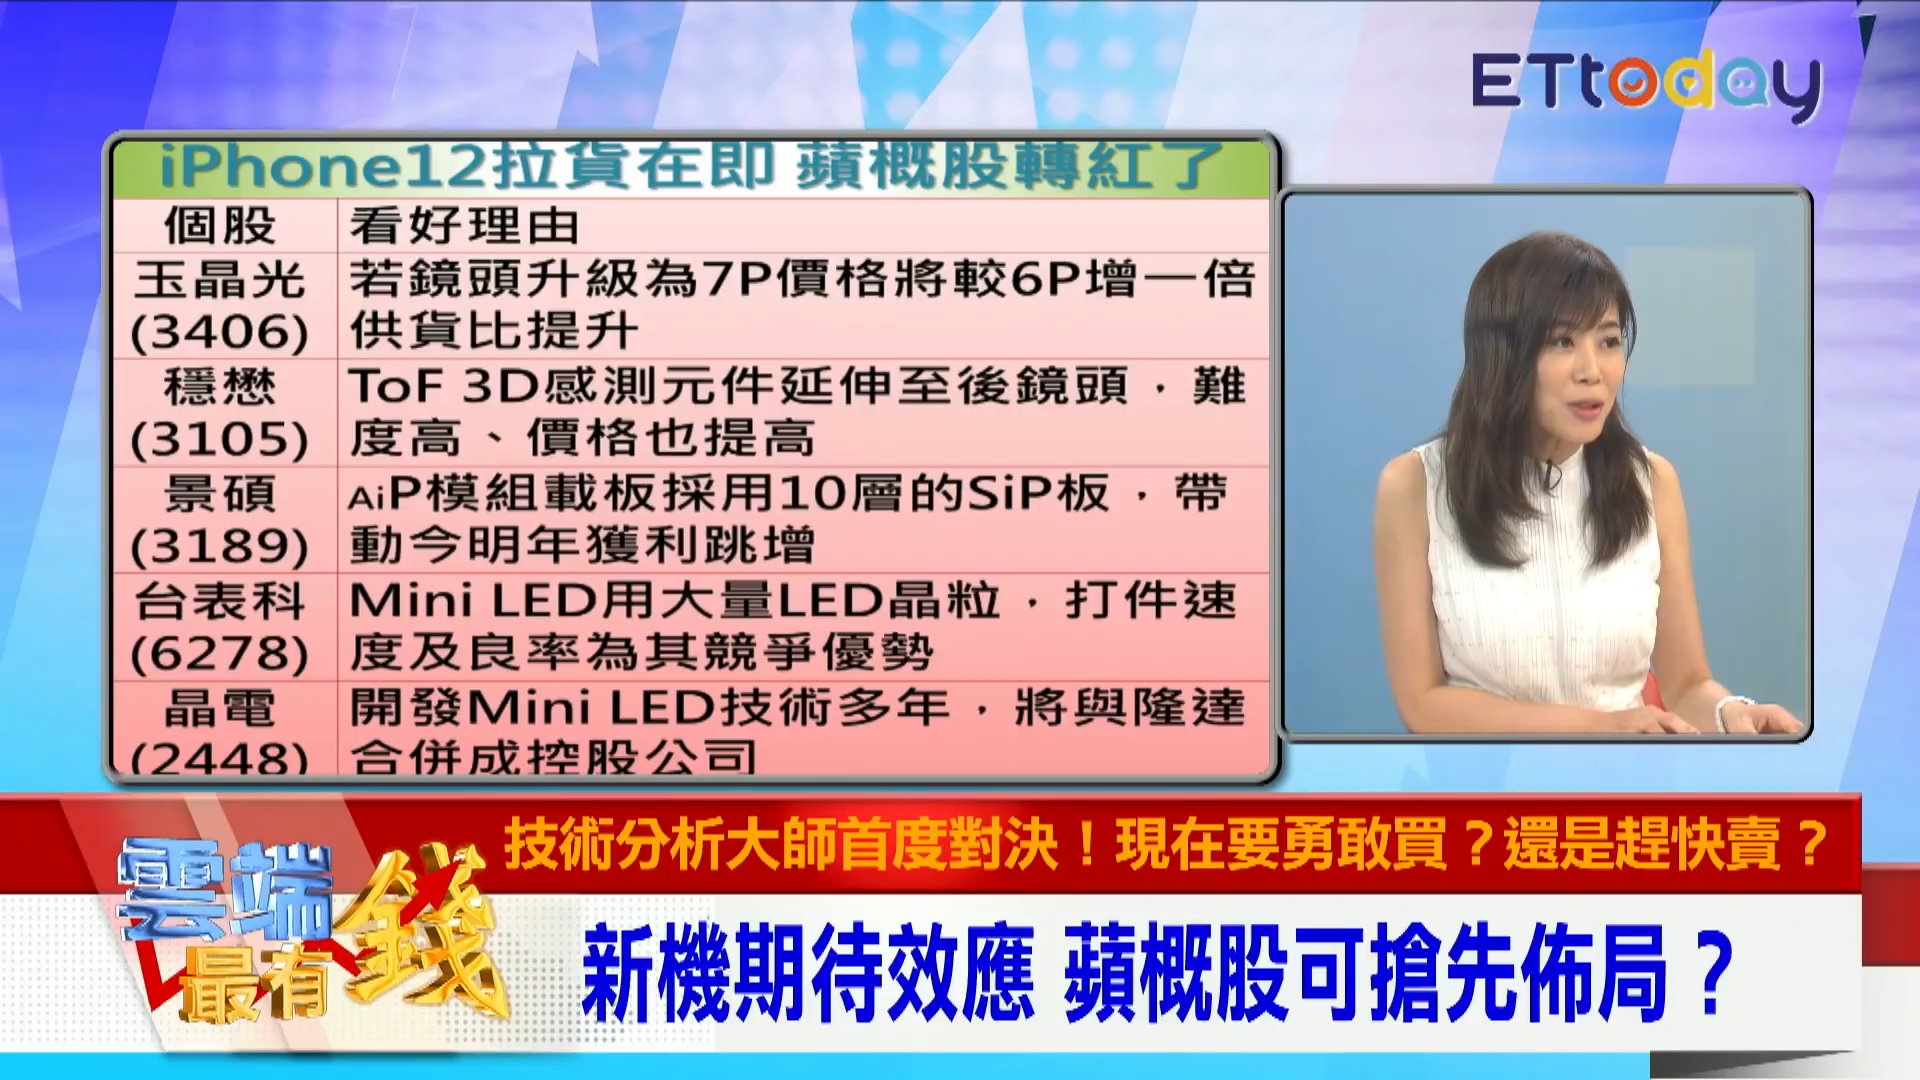 ETtoday
iPhone12拉貨在即 蘋概股轉紅了
個股 看好理由
玉晶光 若鏡頭升級為7P價格將較6P增一倍
(3406) 供貨比提升
穩懋 ToF 3D感測元件延伸至後鏡頭，難
(3105) 度高、價格也提高
景碩 AiP模組載板採用10層的SiP板，帶
(3189) 動今明年獲利跳增
台表科 Mini LED用大量LED晶粒，打件速
(6278) 度及良率為其競爭優勢
晶電 開發Mini LED技術多年，將與隆達
(2448) 合併成控股公司
技術分析大師首度對決！現在要勇敢買？還是趕快賣？
雲端
最有錢
新機期待效應 蘋概股可搶先佈局？